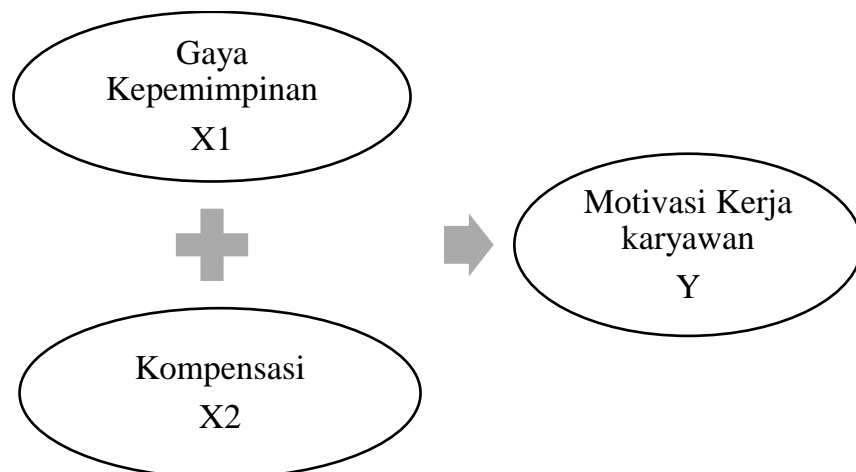 Gaya
Kepemimpinan
X1
Motivasi Kerja
karyawan
Y
Kompensasi
X2